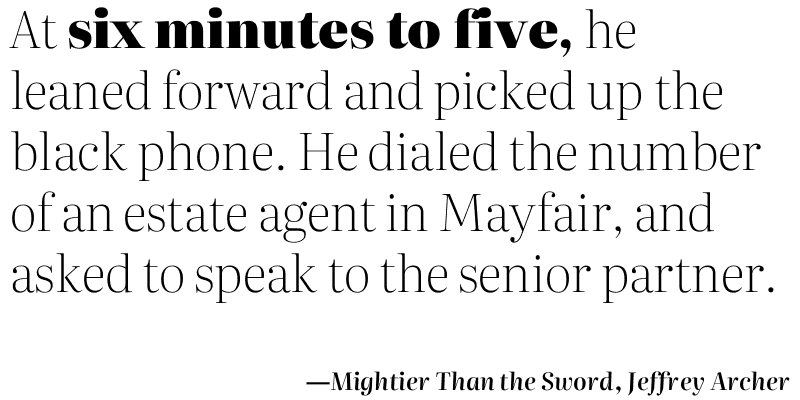 At six minutes to five, he
leaned forward and picked up the
black phone. He dialed the number
of an estate agent in Mayfair, and
asked to speak to the senior partner.
—Mightier Than the Sword, Jeffrey Archer